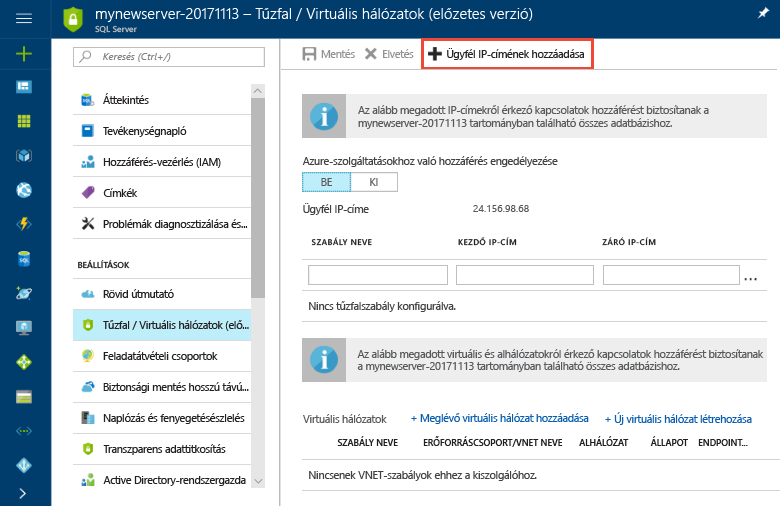 mynewserver-20171113 – Tűzfal / Virtuális hálózatok (előzetes verzió)
SQL Server
Keresés (Ctrl+/)
Áttekintés
Tevékenységnapló
Hozzáférés-vezérlés (IAM)
Címkék
Problémák diagnosztizálása és...
BEÁLLÍTÁSOK
Rövid útmutató
Tűzfal / Virtuális hálózatok (elő...
Feladatátvételi csoportok
Biztonsági mentés hosszú távú...
Naplózás és fenyegetésészlelés
Transzparens adattitkosítás
Active Directory-rendszergazda
Mentés
Elvetés
Ügyfél IP-címének hozzáadása
Az alább megadott IP-címekről érkező kapcsolatok hozzáférést biztosítanak a
mynewserver-20171113 tartományban található összes adatbázishoz.
Azure-szolgáltatásokhoz való hozzáférés engedélyezése
BE KI
Ügyfél IP-címe 24.156.98.68
SZABÁLY NEVE KEZDŐ IP-CÍM ZÁRÓ IP-CÍM
...
Nincs tűzfalszabály konfigurálva.
Az alább megadott virtuális és alhálózatokról érkező kapcsolatok hozzáférést biztosítanak
a mynewserver-20171113 tartományban található összes adatbázishoz.
Virtuális hálózatok + Meglévő virtuális hálózat hozzáadása + Új virtuális hálózat létrehozása
SZABÁLY NEVE ERŐFORRÁSCSOPORT/VNET NEVE ALHÁLÓZAT ÁLLAPOT ENDPOINT...
Nincsenek VNET-szabályok ehhez a kiszolgálóhoz.